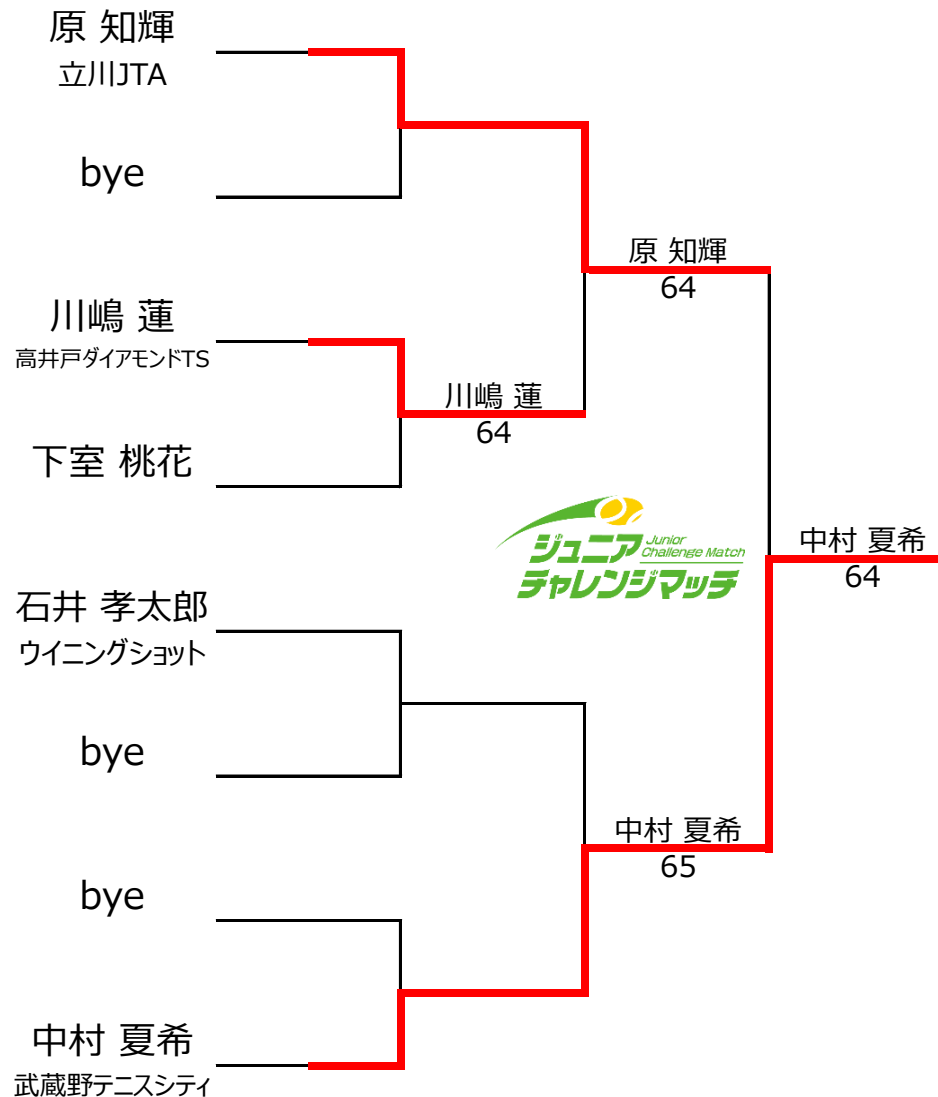 原 知輝
立川JTA
bye
川嶋 蓮
高井戸ダイアモンドTS
下室 桃花
石井 孝太郎
ウイニングショット
bye
bye
中村 夏希
武蔵野テニスシティ
川嶋 蓮
64
原 知輝
64
中村 夏希
65
中村 夏希
64
ジュニア
Junior
Challenge Match
チャレンジマッチ